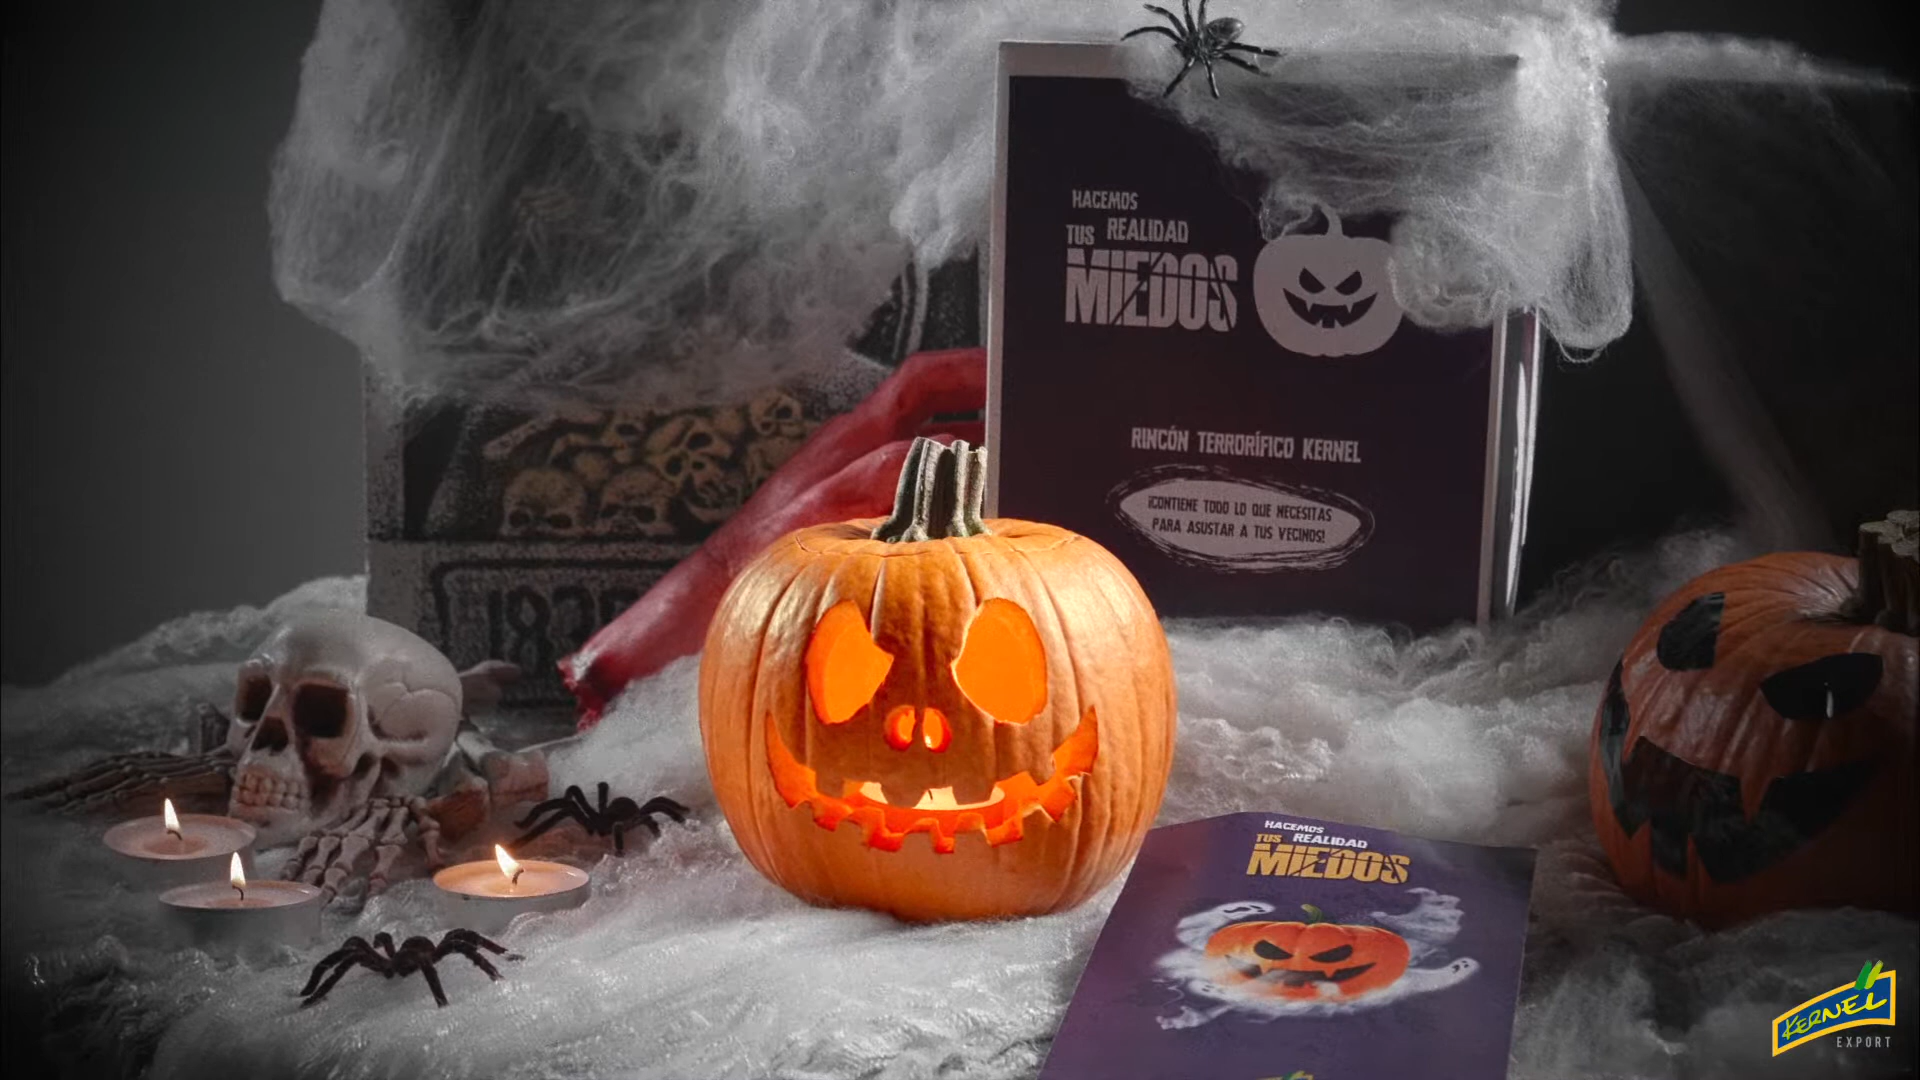 HACEMOS
TUS REALIDAD
MIEDOS
RINCÓN TERRORÍFICO KERNEL
¡CONTIENE TODO LO QUE NECESITAS
PARA ASUSTAR A TUS VECINOS!
HACEMOS
TUS REALIDAD
MIEDOS
KERNEL
EXPORT